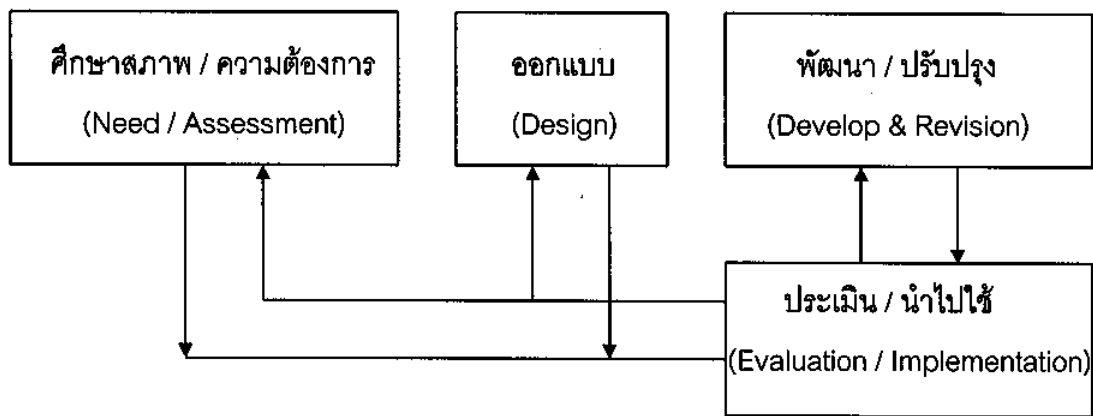 ศึกษาสภาพ / ความต้องการ
(Need / Assessment)
ออกแบบ
(Design)
พัฒนา / ปรับปรุง
(Develop & Revision)
ประเมิน / นำไปใช้
(Evaluation / Implementation)